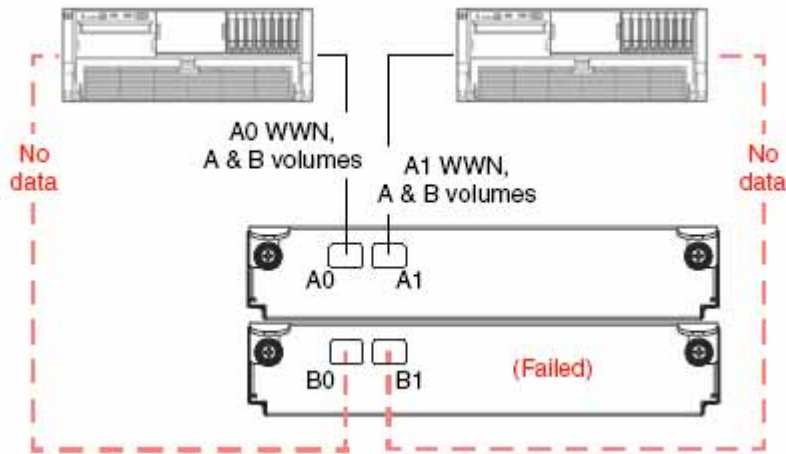 A0 WWN,
A & B volumes
A1 WWN,
A & B volumes
No
data
No
data
A0
A1
B0
B1
(Failed)